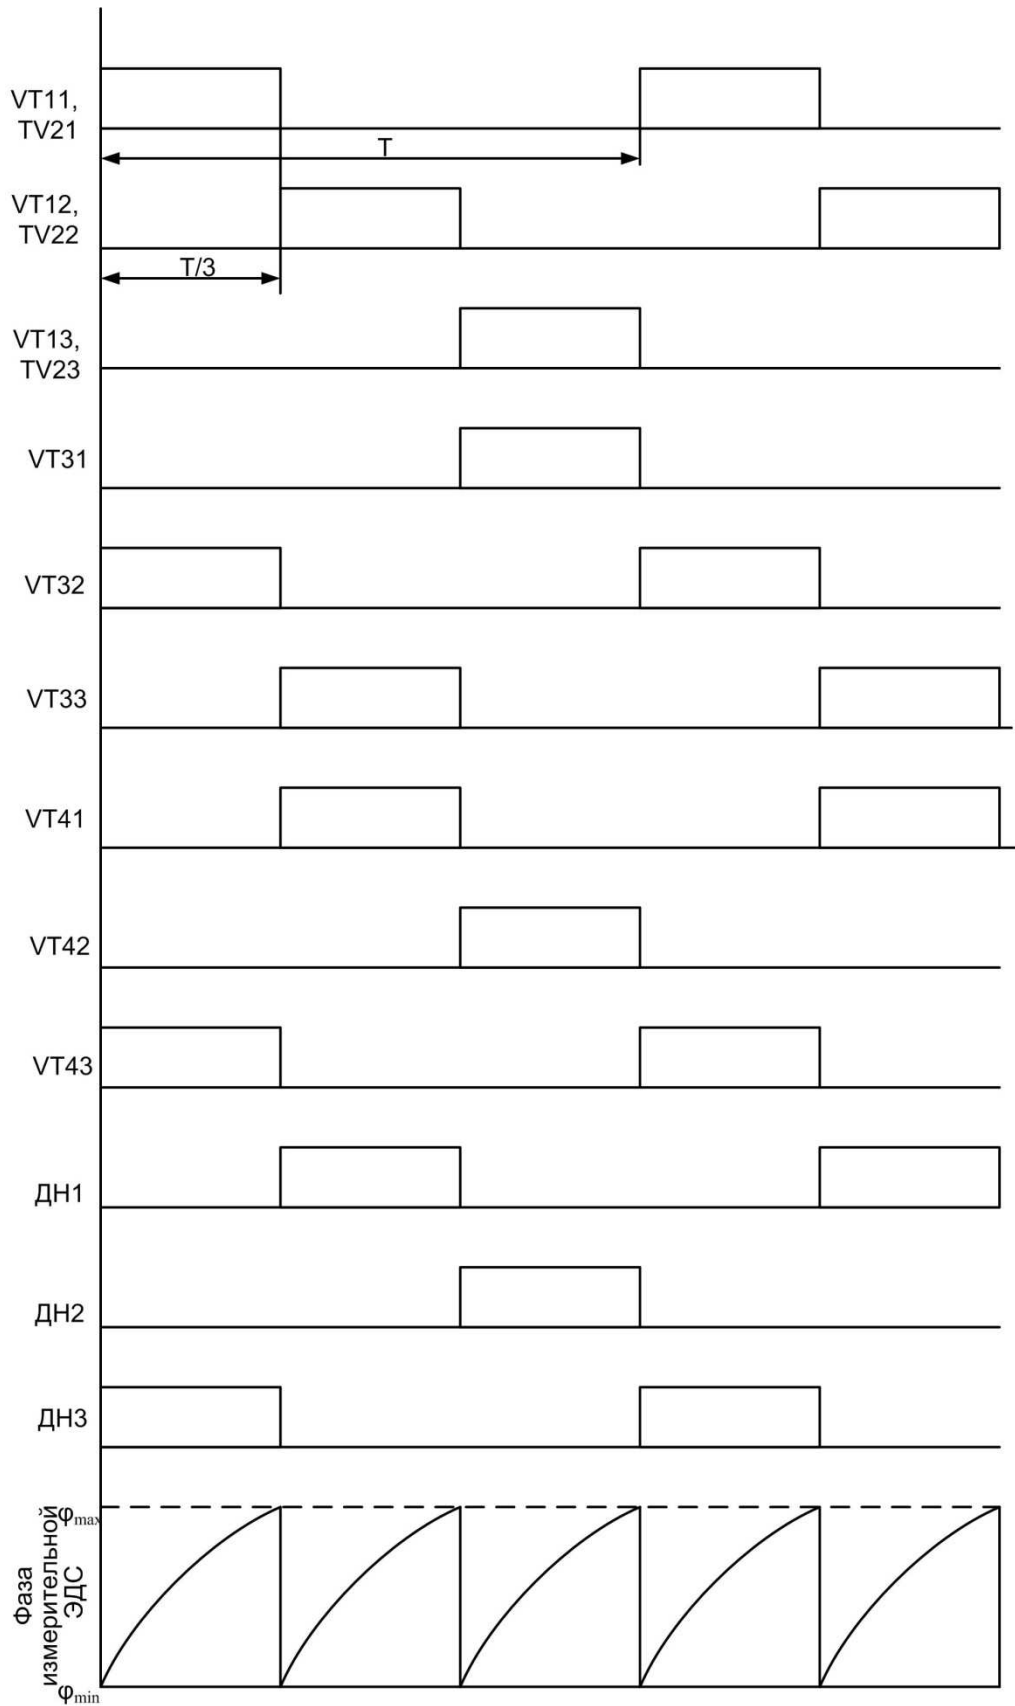 VT11,
TV21
T
VT12,
TV22
T/3
VT13,
TV23
VT31
VT32
VT33
VT41
VT42
VT43
ДН1
ДН2
ДН3
φmax
Фаза
измерительной
ЭДС
φmin